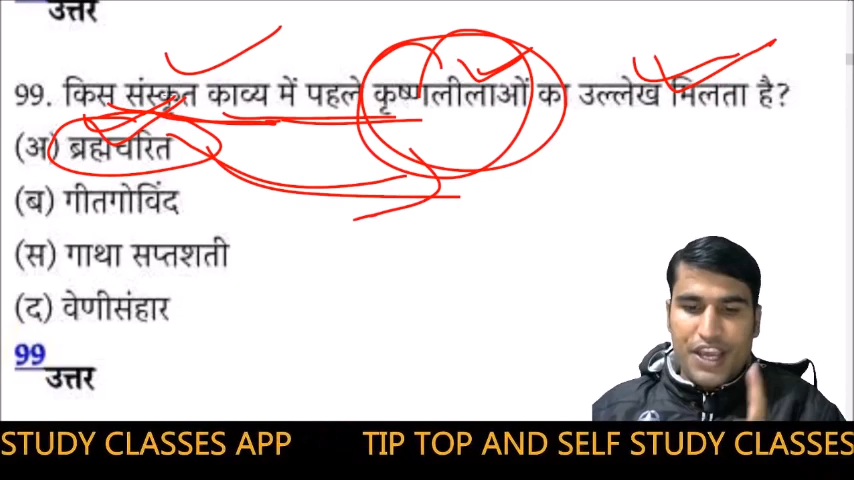 उत्तर
99. किस संस्कृत काव्य में पहले कृष्णलीलाओं का उल्लेख मिलता है?
(अ) ब्रह्मचरित
(ब) गीतगोविंद
(स) गाथा सप्तशती
(द) वेणीसंहार
99
उत्तर
STUDY CLASSES APP TIP TOP AND SELF STUDY CLASSES